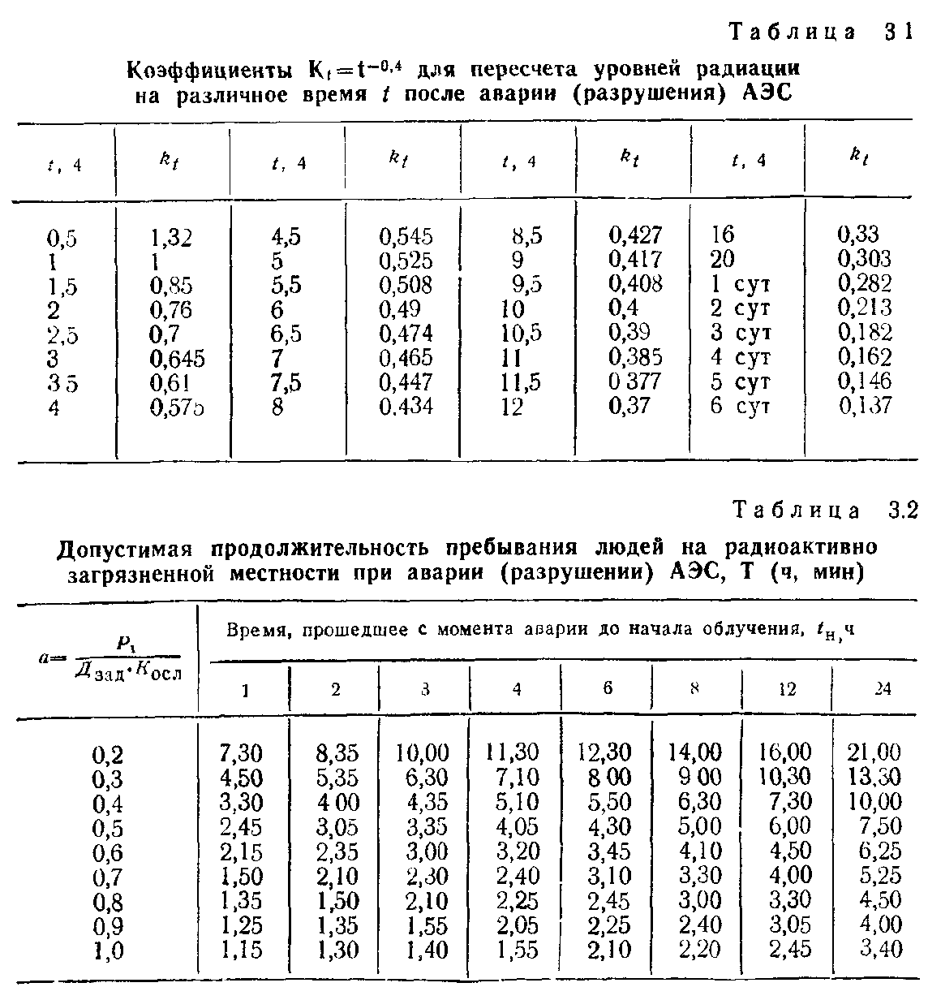 Таблица 3 1
Коэффициенты Kt=t−0,4 для пересчета уровней радиации
на различное время t после аварии (разрушения) АЭС
t, 4 kt t, 4 kt t, 4 kt t, 4 kt
0,5 1,32 4,5 0,545 8,5 0,427 16 0,33
1 1 5 0,525 9 0,417 20 0,303
1,5 0,85 5,5 0,508 9,5 0,408 1 сут 0,282
2 0,76 6 0,49 10 0,4 2 сут 0,213
2,5 0,7 6,5 0,474 10,5 0,39 3 сут 0,182
3 0,645 7 0,465 11 0,385 4 сут 0,162
3 5 0,61 7,5 0,447 11,5 0 377 5 сут 0,146
4 0,575 8 0.434 12 0,37 6 сут 0,137
Таблица 3.2
Допустимая продолжительность пребывания людей на радиоактивно
загрязненной местности при аварии (разрушении) АЭС, Т (ч, мин)
a= P1 / Дзад·Kосл
Время, прошедшее с момента аварии до начала облучения, tн, ч
1 2 3 4 6 8 12 24
0,2 7,30 8,35 10,00 11,30 12,30 14,00 16,00 21,00
0,3 4,50 5,35 6,30 7,10 8 00 9 00 10,30 13,30
0,4 3,30 4 00 4,35 5,10 5,50 6,30 7,30 10,00
0,5 2,45 3,05 3,35 4,05 4,30 5,00 6,00 7,50
0,6 2,15 2,35 3,00 3,20 3,45 4,10 4,50 6,25
0,7 1,50 2,10 2,30 2,40 3,10 3,30 4,00 5,25
0,8 1,35 1,50 2,10 2,25 2,45 3,00 3,30 4,50
0,9 1,25 1,35 1,55 2,05 2,25 2,40 3,05 4,00
1,0 1,15 1,30 1,40 1,55 2,10 2,20 2,45 3,40